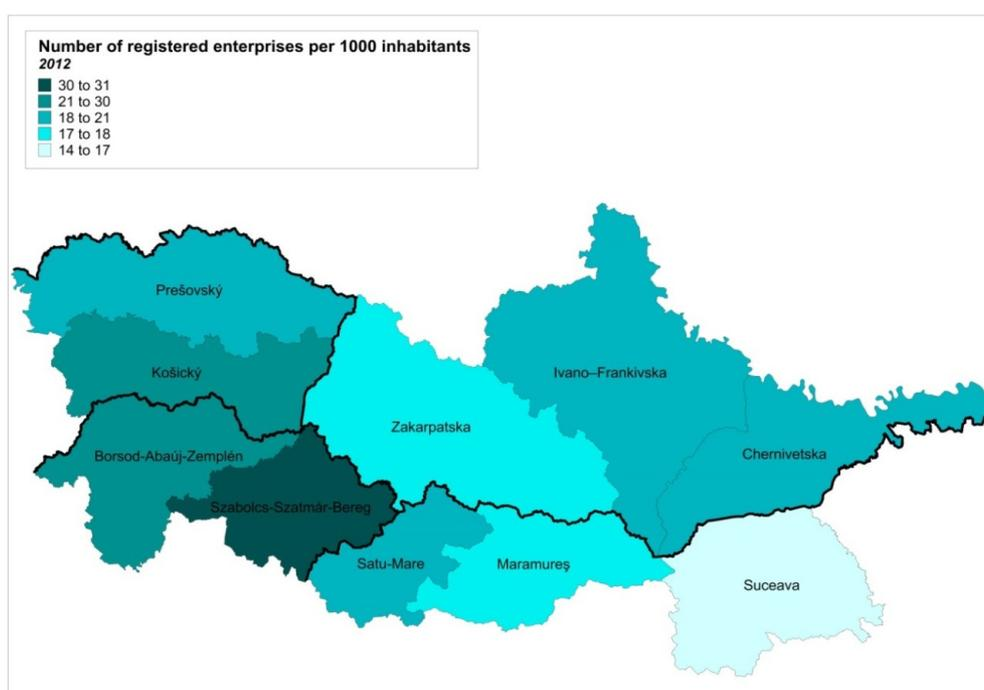 Number of registered enterprises per 1000 inhabitants
2012
30 to 31
21 to 30
18 to 21
17 to 18
14 to 17
Prešovský
Košický
Ivano–Frankivska
Zakarpatska
Borsod-Abaúj-Zemplén
Chernivetska
Szabolcs-Szatmár-Bereg
Satu-Mare
Maramureş
Suceava